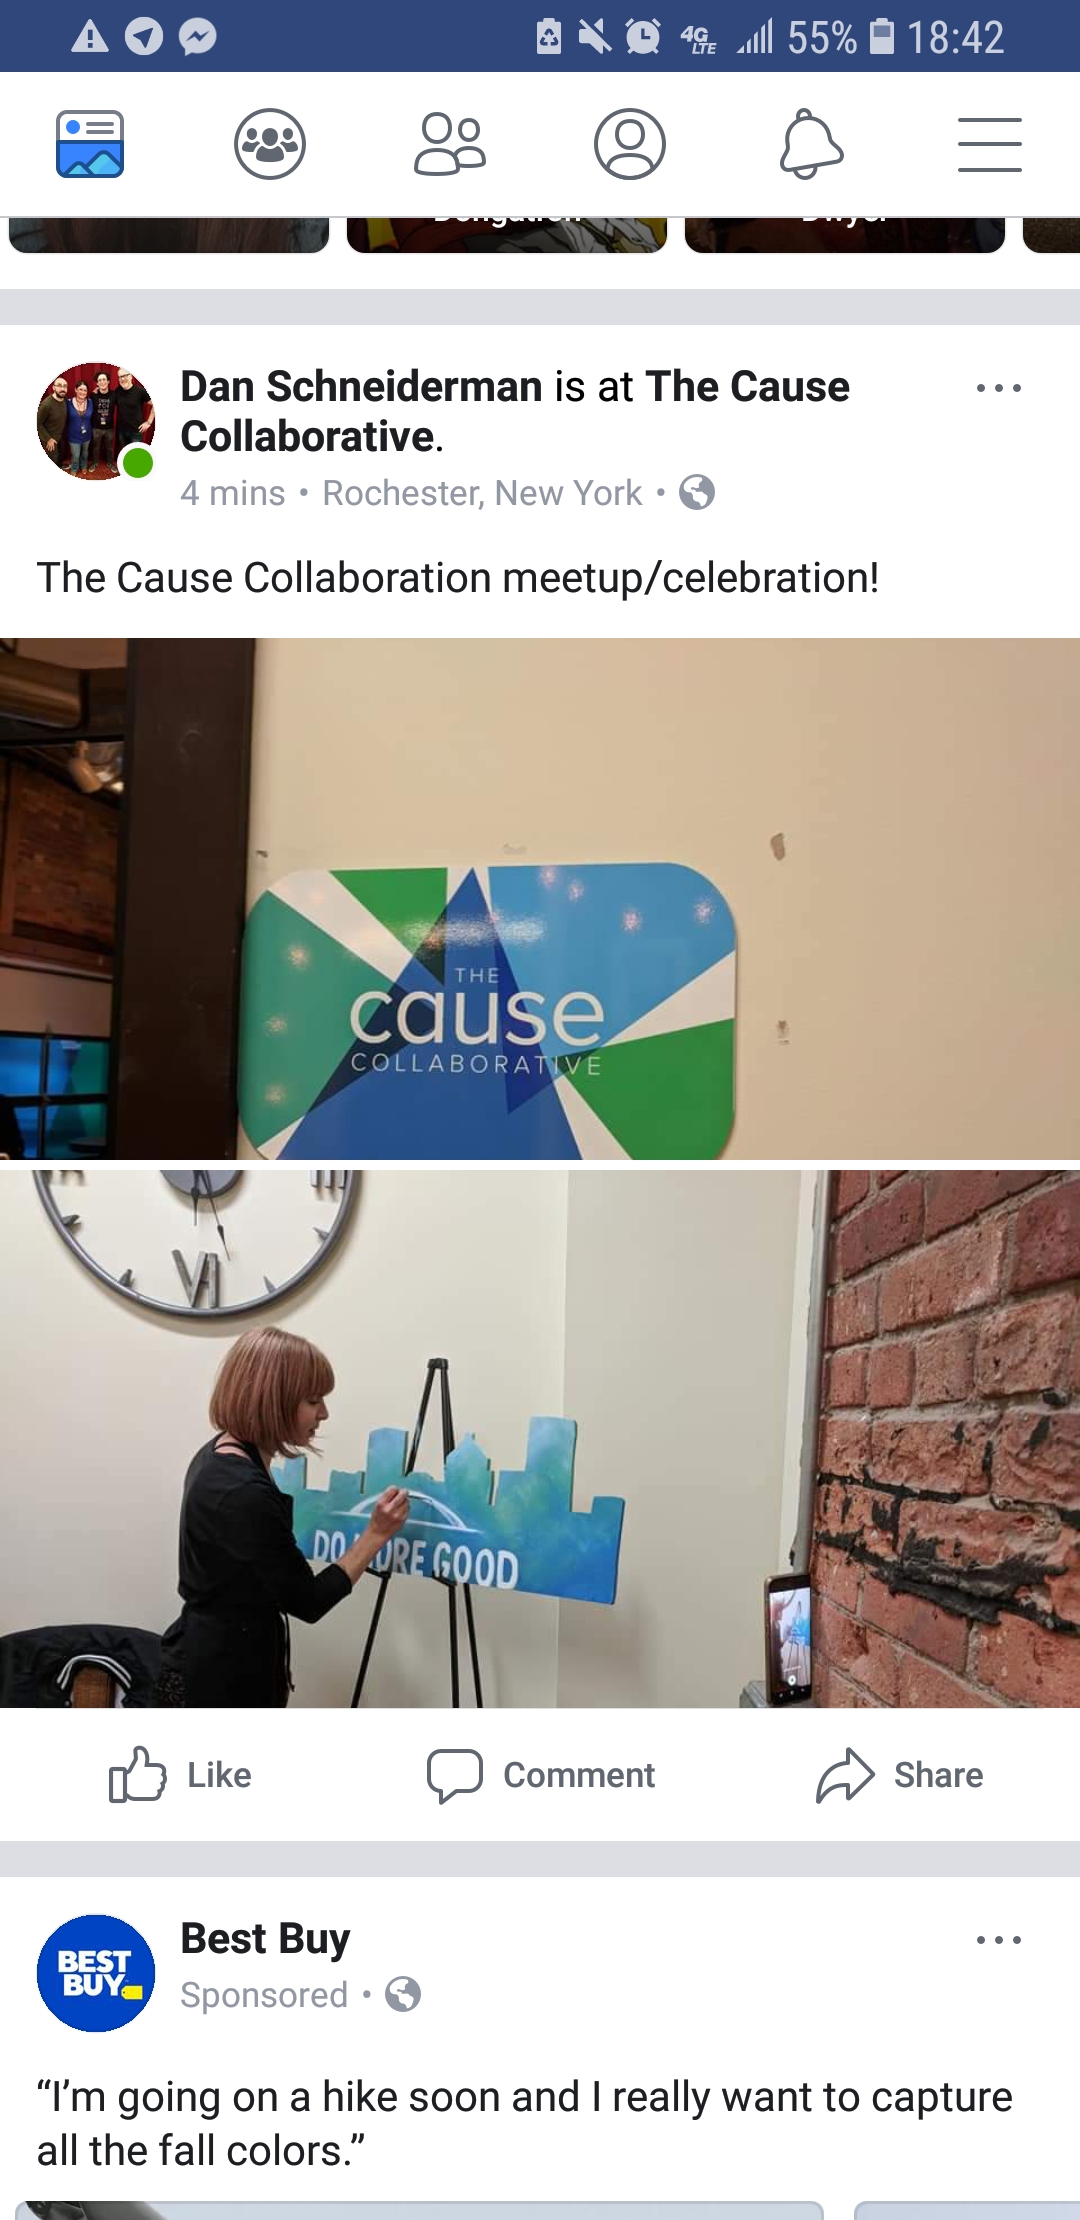 4G LTE 55% 18:42
Dan Schneiderman is at The Cause
Collaborative.
4 mins • Rochester, New York •
The Cause Collaboration meetup/celebration!
THE
cause
COLLABORATIVE
VI
DO MORE GOOD
Like Comment Share
BEST
BUY
Best Buy
Sponsored •
“I’m going on a hike soon and I really want to capture
all the fall colors.”